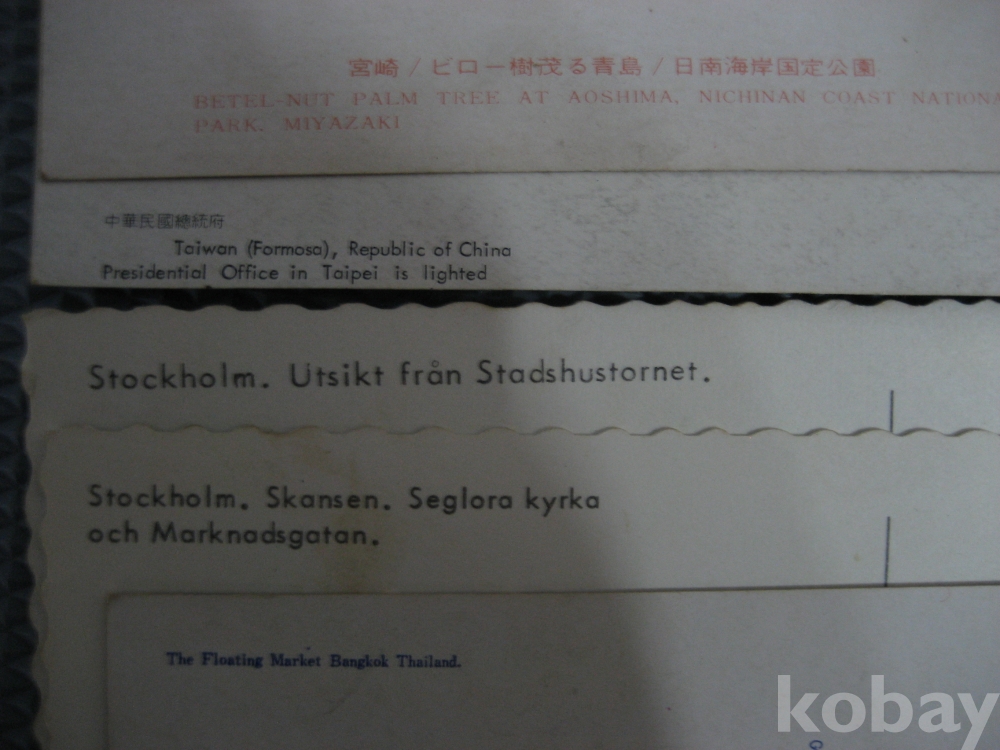 宮崎/ビロー樹茂る青島/日南海岸国定公園
BETEL-NUT PALM TREE AT AOSHIMA, NICHINAN COAST
PARK, MIYAZAKI
中華民國總統府
Taiwan (Formosa), Republic of China
Presidential Office in Taipei is lighted
Stockholm. Utsikt från Stadshustornet.
Stockholm. Skansen. Seglora kyrka
och Marknadsgatan.
The Floating Market Bangkok Thailand.
kobay